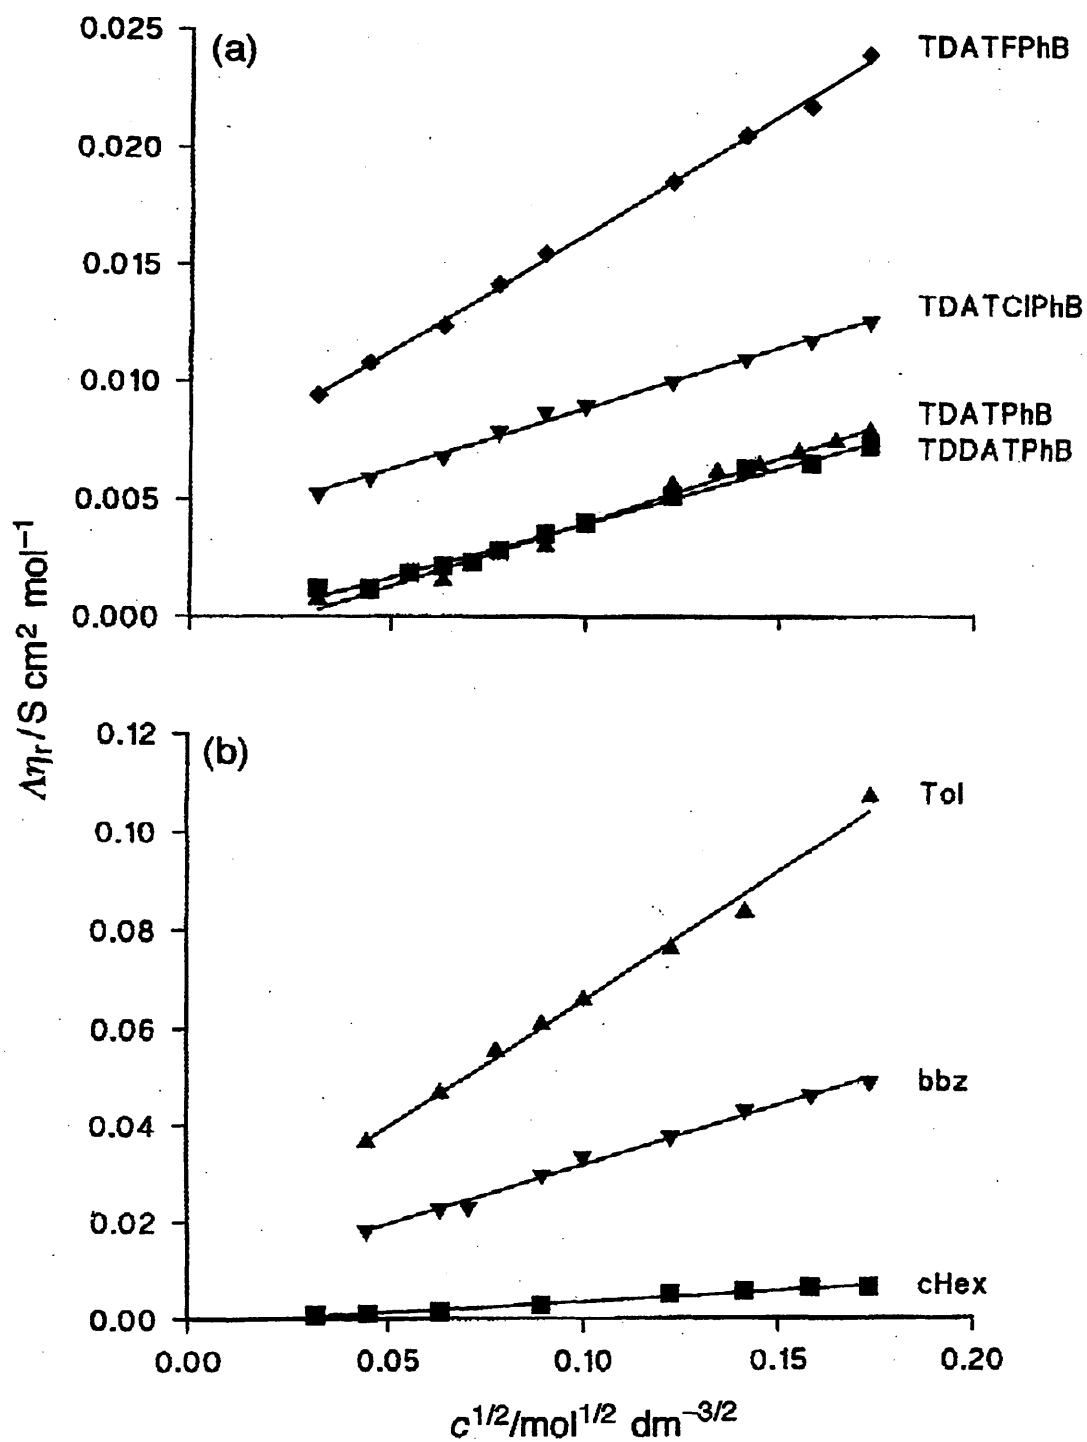 0.025
(a)
TDATFPhB
0.020
0.015
TDATClPhB
0.010
TDATPhB
TDDATPhB
0.005
0.000
Ληr/S cm² mol⁻¹
0.12
(b)
Tol
0.10
0.08
0.06
bbz
0.04
0.02
cHex
0.00
0.00 0.05 0.10 0.15 0.20
c^1/2/mol^1/2 dm^−3/2